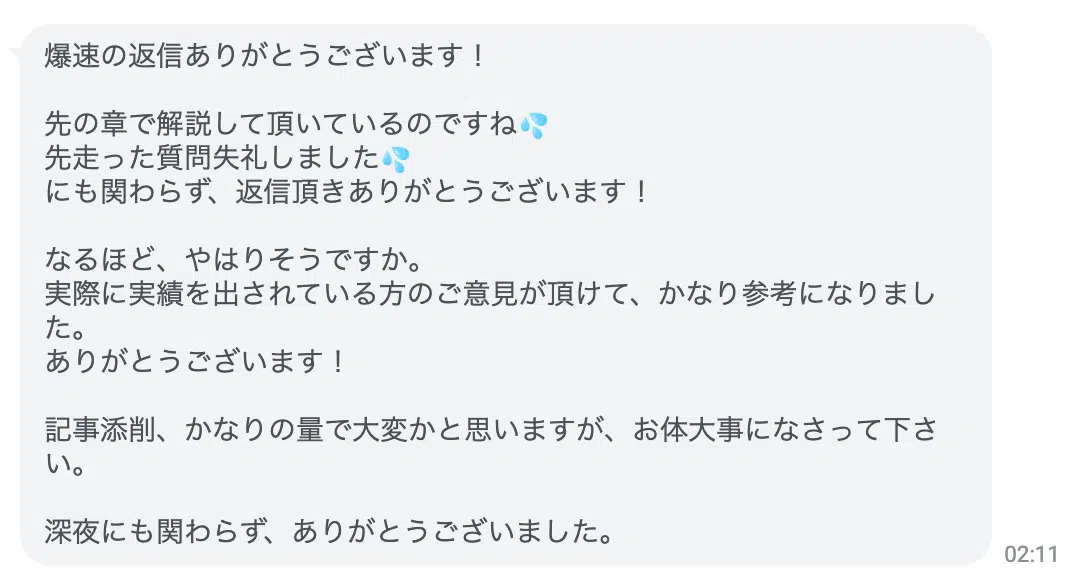 爆速の返信ありがとうございます！
先の章で解説して頂いているのですね💦
先走った質問失礼しました💦
にも関わらず、返信頂きありがとうございます！
なるほど、やはりそうですか。
実際に実績を出されている方のご意見が頂けて、かなり参考になりまし
た。
ありがとうございます！
記事添削、かなりの量で大変かと思いますが、お体大事になさって下さ
い。
深夜にも関わらず、ありがとうございました。
02:11